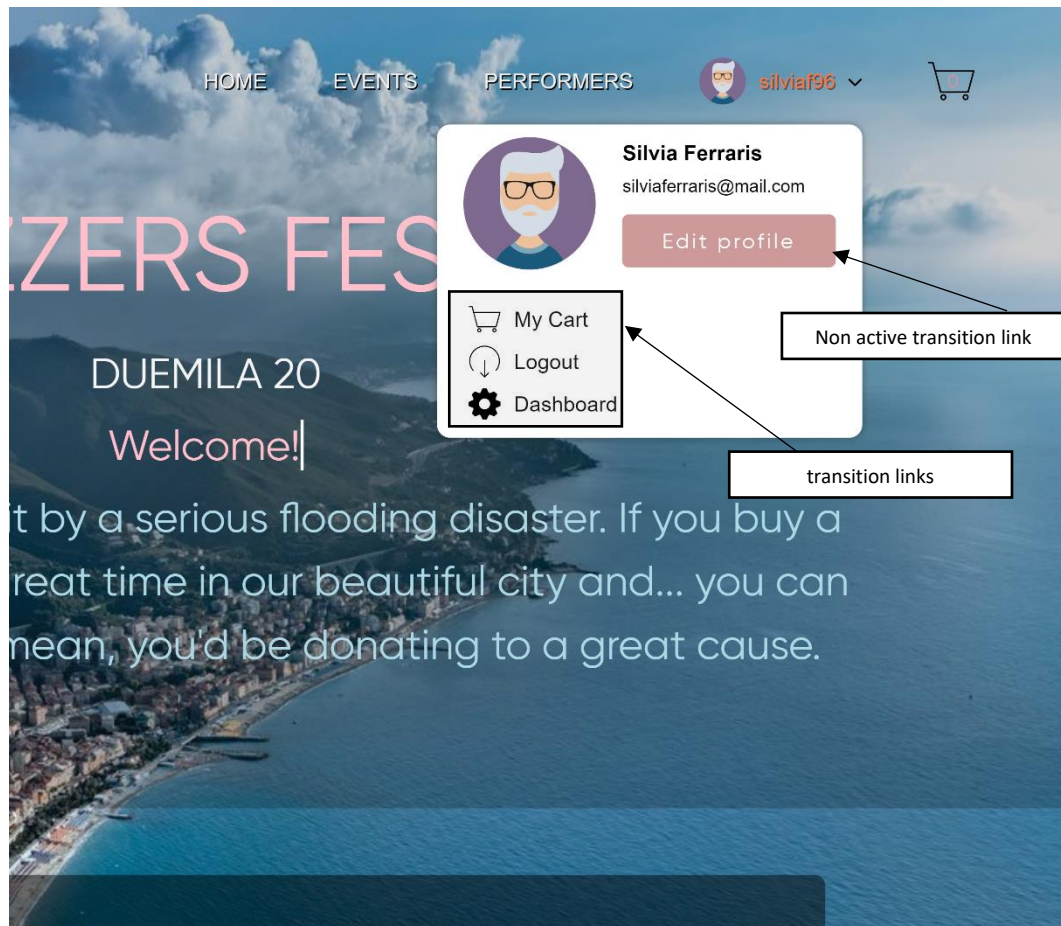 HOME EVENTS PERFORMERS silviaf96 0
Silvia Ferraris
silviaferraris@mail.com
Edit profile
ZZERS FES
My Cart
Non active transition link
Logout
DUEMILA 20
Dashboard
Welcome!
transition links
it by a serious flooding disaster. If you buy a
reat time in our beautiful city and... you can
mean, you'd be donating to a great cause.